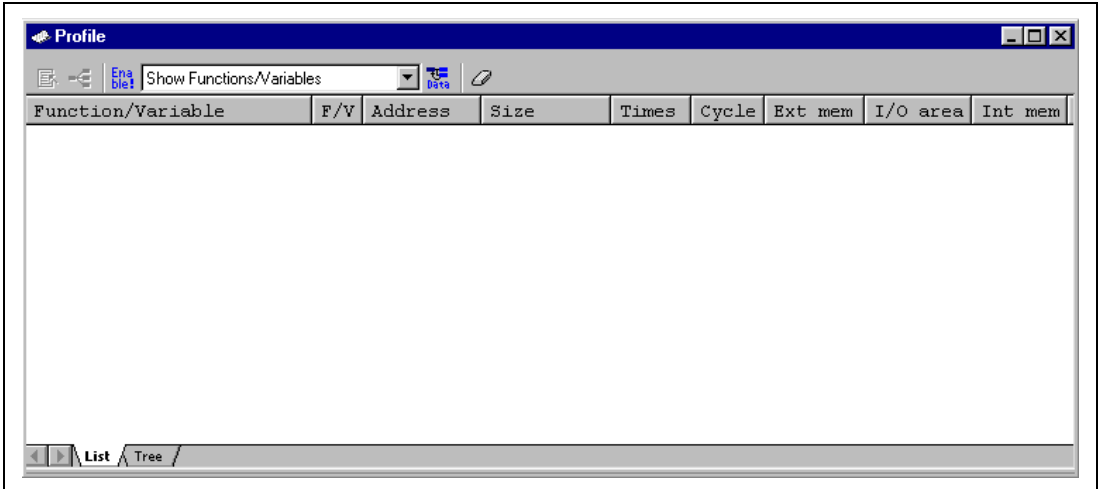 Profile
Ena ble! Show Functions/Variables Data
Function/Variable F/V Address Size Times Cycle Ext mem I/O area Int mem
List Tree